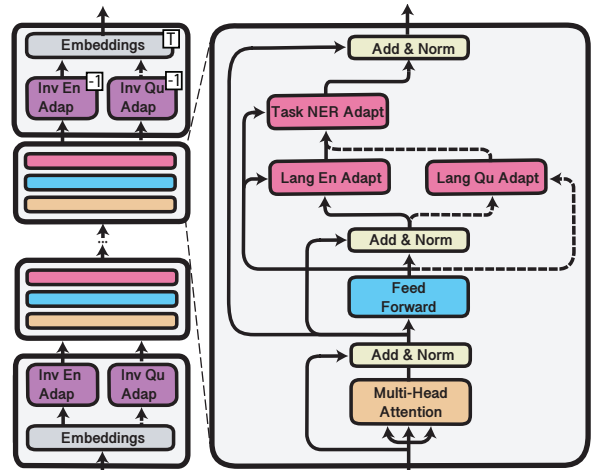 Embeddings
T
Inv En
Adap
-1
Inv Qu
Adap
-1
...
Inv En
Adap
Inv Qu
Adap
Embeddings
Add & Norm
Task NER Adapt
Lang En Adapt
Lang Qu Adapt
Add & Norm
Feed
Forward
Add & Norm
Multi-Head
Attention